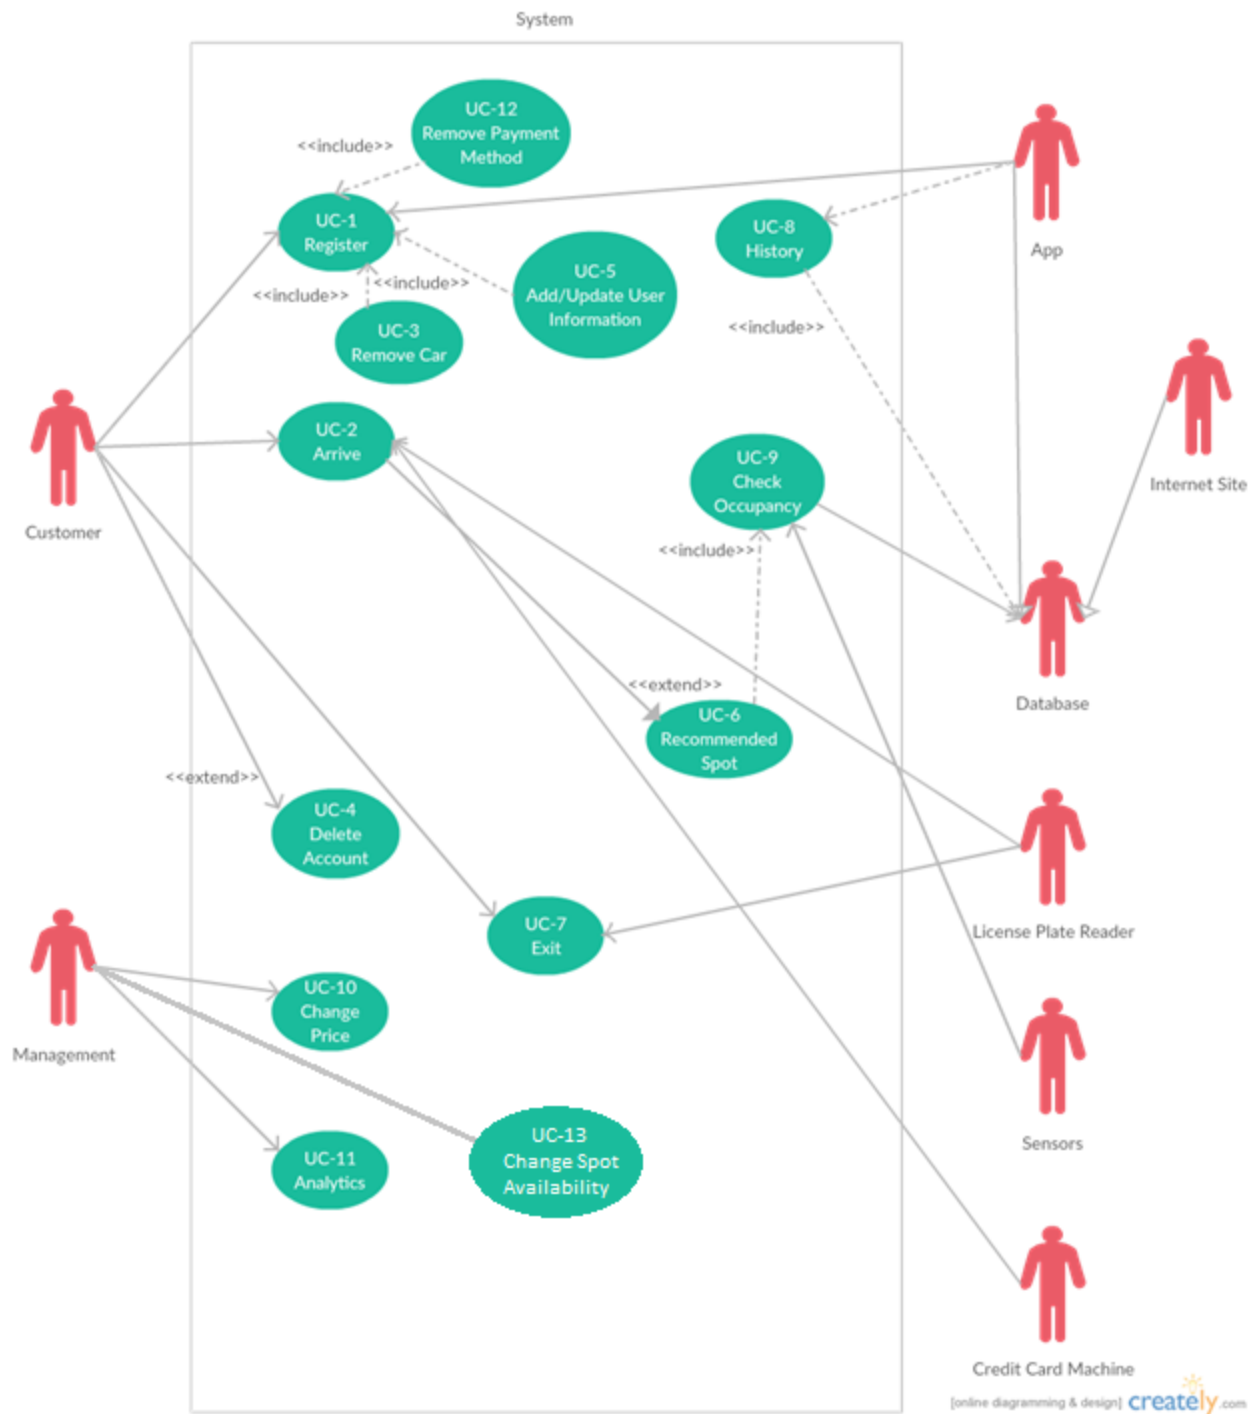 System
UC-12
Remove Payment
Method
<<include>>
UC-1
Register
UC-8
History
App
UC-5
Add/Update User
Information
<<include>>
<<include>>
<<include>>
UC-3
Remove Car
UC-2
Arrive
UC-9
Check
Occupancy
Internet Site
Customer
<<include>>
<<extend>>
Database
UC-6
Recommended
Spot
<<extend>>
UC-4
Delete
Account
UC-7
Exit
License Plate Reader
UC-10
Change
Price
Management
UC-13
Change Spot
Availability
Sensors
UC-11
Analytics
Credit Card Machine
[online diagramming & design] creately.com